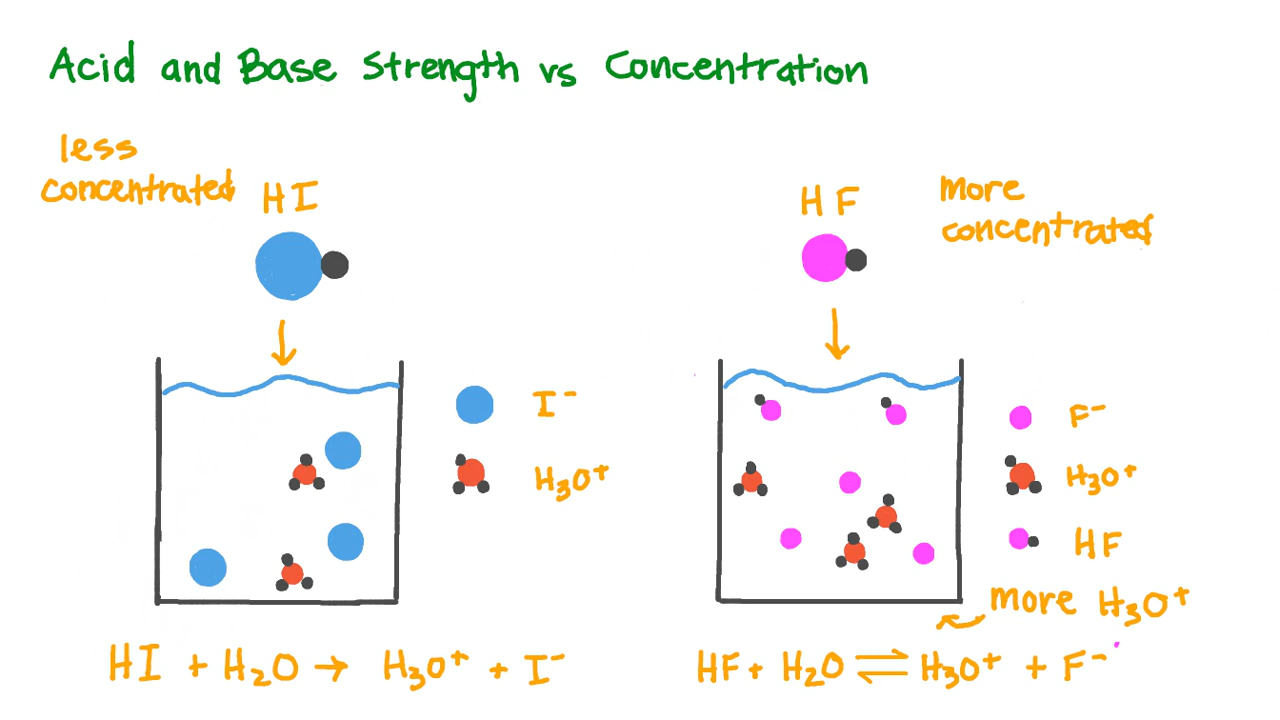 Acid and Base Strength vs Concentration
less
concentrated
HI
HF
more
concentrated
I⁻
H₃O⁺
F⁻
H₃O⁺
HF
more H₃O⁺
HI + H₂O → H₃O⁺ + I⁻
HF + H₂O ⇌ H₃O⁺ + F⁻